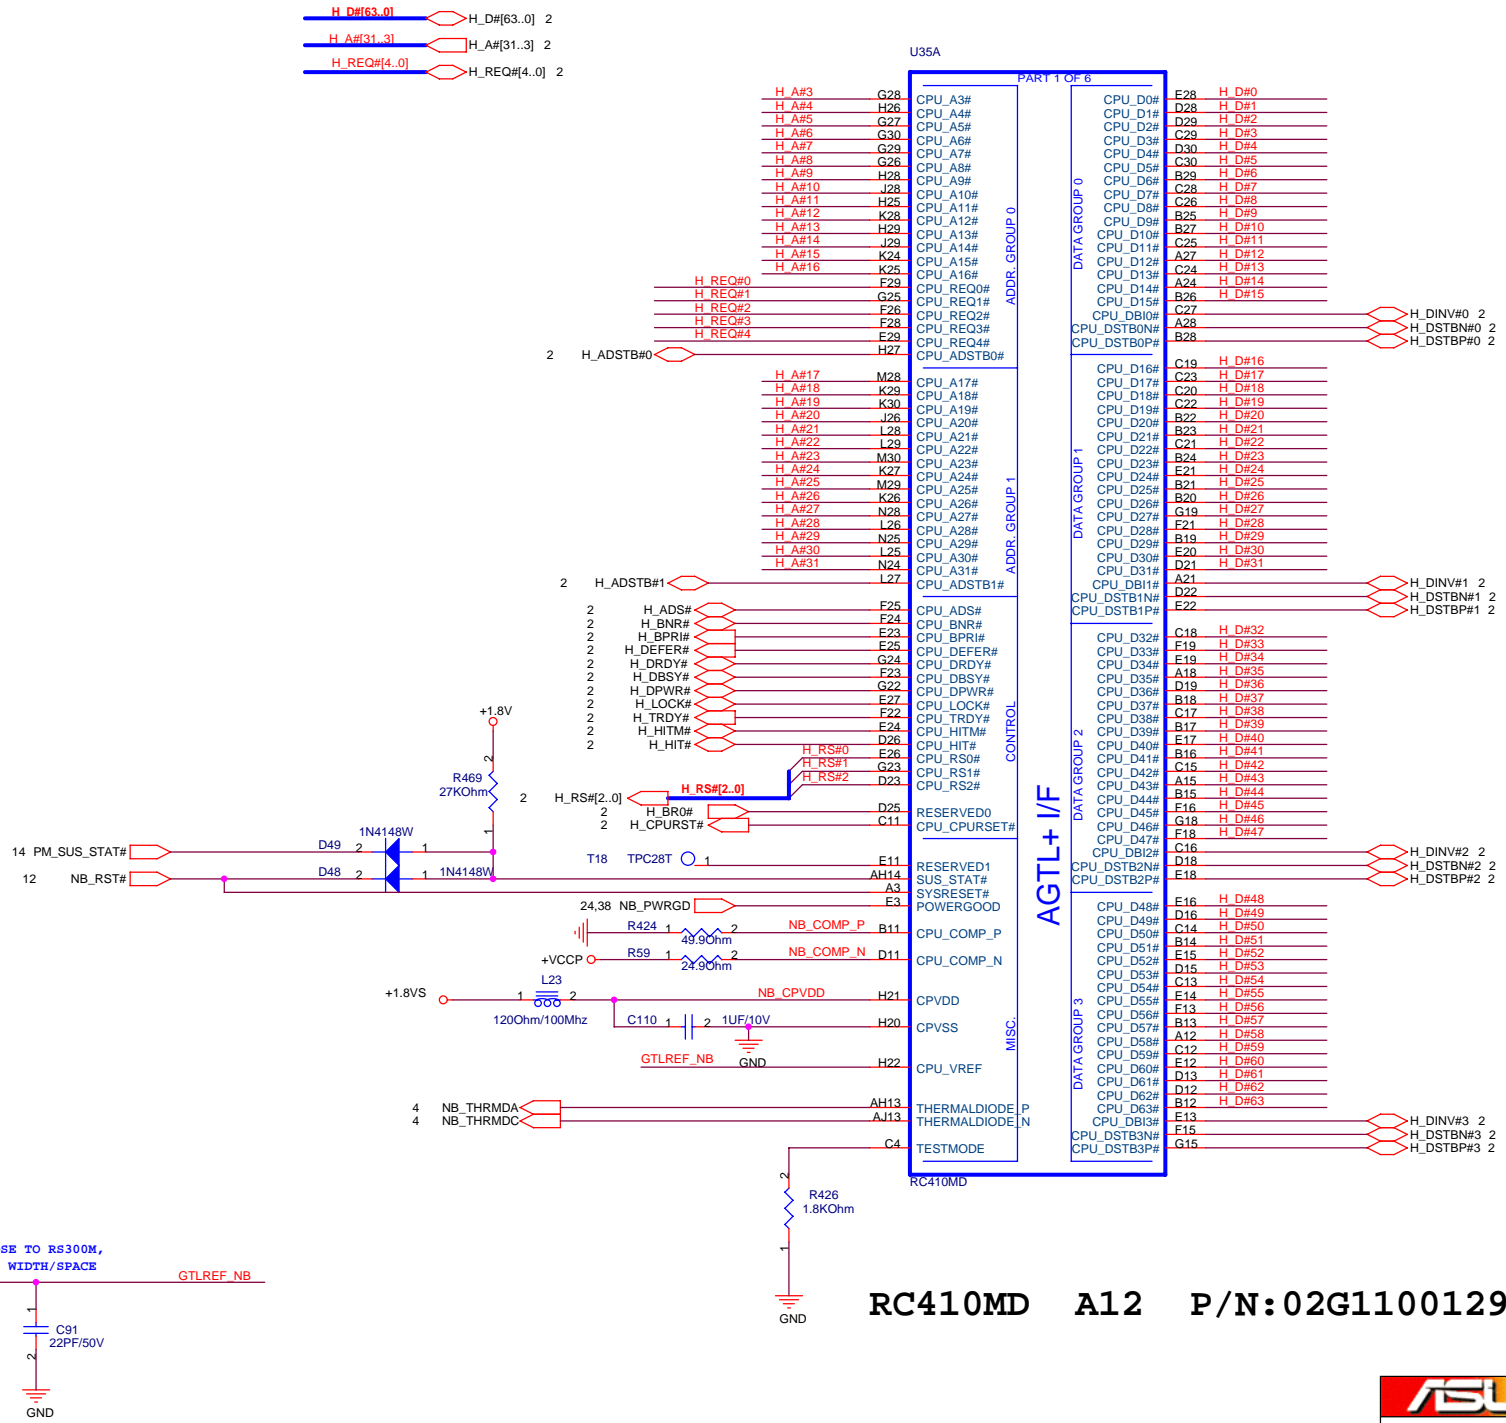 H_D#[63..0] H_D#[63..0] 2
H_A#[31..3] H_A#[31..3] 2
H_REQ#[4..0] H_REQ#[4..0] 2
U35A
PART 1 OF 6
H_A#3 G28 CPU_A3# CPU_D0# E28 H_D#0
H_A#4 H26 CPU_A4# CPU_D1# D28 H_D#1
H_A#5 G27 CPU_A5# CPU_D2# D29 H_D#2
H_A#6 G30 CPU_A6# CPU_D3# C29 H_D#3
H_A#7 G29 CPU_A7# CPU_D4# D30 H_D#4
H_A#8 G26 CPU_A8# CPU_D5# C30 H_D#5
H_A#9 H28 CPU_A9# CPU_D6# B29 H_D#6
H_A#10 J28 CPU_A10# CPU_D7# C28 H_D#7
H_A#11 H25 CPU_A11# CPU_D8# C26 H_D#8
H_A#12 K28 CPU_A12# CPU_D9# B25 H_D#9
H_A#13 H29 CPU_A13# CPU_D10# B27 H_D#10
H_A#14 J29 CPU_A14# CPU_D11# C25 H_D#11
H_A#15 K24 CPU_A15# CPU_D12# A27 H_D#12
H_A#16 K25 CPU_A16# CPU_D13# C24 H_D#13
H_REQ#0 F29 CPU_REQ0# CPU_D14# A24 H_D#14
H_REQ#1 G25 CPU_REQ1# CPU_D15# B26 H_D#15
H_REQ#2 F26 CPU_REQ2# CPU_DBI0# C27 H_DINV#0 2
H_REQ#3 F28 CPU_REQ3# CPU_DSTB0N# A28 H_DSTBN#0 2
H_REQ#4 E29 CPU_REQ4# CPU_DSTB0P# B28 H_DSTBP#0 2
2 H_ADSTB#0 H27 CPU_ADSTB0#
ADDR. GROUP 0
DATA GROUP 0
CPU_D16# C19 H_D#16
H_A#17 M28 CPU_A17# CPU_D17# C23 H_D#17
H_A#18 K29 CPU_A18# CPU_D18# C20 H_D#18
H_A#19 K30 CPU_A19# CPU_D19# C22 H_D#19
H_A#20 J26 CPU_A20# CPU_D20# B22 H_D#20
H_A#21 L28 CPU_A21# CPU_D21# B23 H_D#21
H_A#22 L29 CPU_A22# CPU_D22# C21 H_D#22
H_A#23 M30 CPU_A23# CPU_D23# B24 H_D#23
H_A#24 K27 CPU_A24# CPU_D24# E21 H_D#24
H_A#25 M29 CPU_A25# CPU_D25# B21 H_D#25
H_A#26 K26 CPU_A26# CPU_D26# B20 H_D#26
H_A#27 N28 CPU_A27# CPU_D27# G19 H_D#27
H_A#28 L26 CPU_A28# CPU_D28# F21 H_D#28
H_A#29 N25 CPU_A29# CPU_D29# B19 H_D#29
H_A#30 L25 CPU_A30# CPU_D30# E20 H_D#30
H_A#31 N24 CPU_A31# CPU_D31# D21 H_D#31
2 H_ADSTB#1 L27 CPU_ADSTB1# CPU_DBI1# A21 H_DINV#1 2
CPU_DSTB1N# D22 H_DSTBN#1 2
CPU_DSTB1P# E22 H_DSTBP#1 2
ADDR. GROUP 1
DATA GROUP 1
2 H_ADS# F25 CPU_ADS#
2 H_BNR# F24 CPU_BNR#
2 H_BPRI# E23 CPU_BPRI# CPU_D32# C18 H_D#32
2 H_DEFER# E25 CPU_DEFER# CPU_D33# F19 H_D#33
2 H_DRDY# G24 CPU_DRDY# CPU_D34# E19 H_D#34
2 H_DBSY# F23 CPU_DBSY# CPU_D35# A18 H_D#35
2 H_DPWR# G22 CPU_DPWR# CPU_D36# D19 H_D#36
2 H_LOCK# E27 CPU_LOCK# CPU_D37# B18 H_D#37
2 H_TRDY# F22 CPU_TRDY# CPU_D38# C17 H_D#38
2 H_HITM# E24 CPU_HITM# CPU_D39# B17 H_D#39
2 H_HIT# D26 CPU_HIT# CPU_D40# E17 H_D#40
H_RS#0 E26 CPU_RS0# CPU_D41# B16 H_D#41
H_RS#1 G23 CPU_RS1# CPU_D42# C15 H_D#42
H_RS#2 D23 CPU_RS2# CPU_D43# A15 H_D#43
2 H_RS#[2..0] H_RS#[2..0] CPU_D44# B15 H_D#44
2 H_BR0# D25 RESERVED0 CPU_D45# F16 H_D#45
2 H_CPURST# C11 CPU_CPURSET# CPU_D46# G18 H_D#46
CPU_D47# F18 H_D#47
CPU_DBI2# C16 H_DINV#2 2
CPU_DSTB2N# D18 H_DSTBN#2 2
CPU_DSTB2P# E18 H_DSTBP#2 2
CONTROL
DATA GROUP 2
AGTL+ I/F
+1.8V
2
R469
27KOhm
1
14 PM_SUS_STAT# D49 2 1N4148W 1
12 NB_RST# D48 2 1 1N4148W
T18 TPC28T 1 E11 RESERVED1
AH14 SUS_STAT#
A3 SYSRESET#
24,38 NB_PWRGD E3 POWERGOOD
R424 1 2 49.9Ohm NB_COMP_P B11 CPU_COMP_P
+VCCP R59 1 2 24.9Ohm NB_COMP_N D11 CPU_COMP_N
+1.8VS 1 L23 2 120Ohm/100Mhz NB_CPVDD H21 CPVDD
C110 1 2 1UF/10V H20 CPVSS
GND
GTLREF_NB H22 CPU_VREF
4 NB_THRMDA AH13 THERMALDIODE_P
4 NB_THRMDC AJ13 THERMALDIODE_N
C4 TESTMODE
MISC.
CPU_D48# E16 H_D#48
CPU_D49# D16 H_D#49
CPU_D50# C14 H_D#50
CPU_D51# B14 H_D#51
CPU_D52# E15 H_D#52
CPU_D53# D15 H_D#53
CPU_D54# C13 H_D#54
CPU_D55# E14 H_D#55
CPU_D56# F13 H_D#56
CPU_D57# B13 H_D#57
CPU_D58# A12 H_D#58
CPU_D59# C12 H_D#59
CPU_D60# E12 H_D#60
CPU_D61# D13 H_D#61
CPU_D62# D12 H_D#62
CPU_D63# B12 H_D#63
CPU_DBI3# E13 H_DINV#3 2
CPU_DSTB3N# F15 H_DSTBN#3 2
CPU_DSTB3P# G15 H_DSTBP#3 2
DATA GROUP 3
RC410MD
2
R426
1.8KOhm
1
GND
SE TO RS300M,
WIDTH/SPACE
GTLREF_NB
1
C91
22PF/50V
2
GND
RC410MD A12 P/N:02G1100129